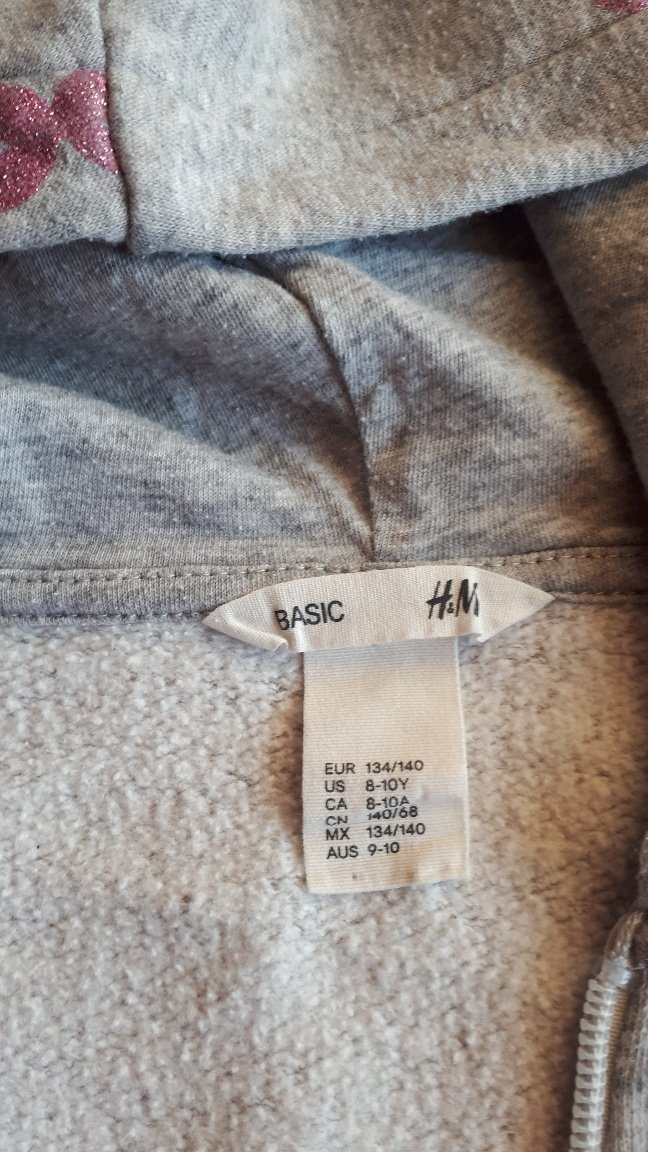 BASIC H&M
EUR 134/140
US 8-10Y
CA 8-10A
CN 140/68
MX 134/140
AUS 9-10